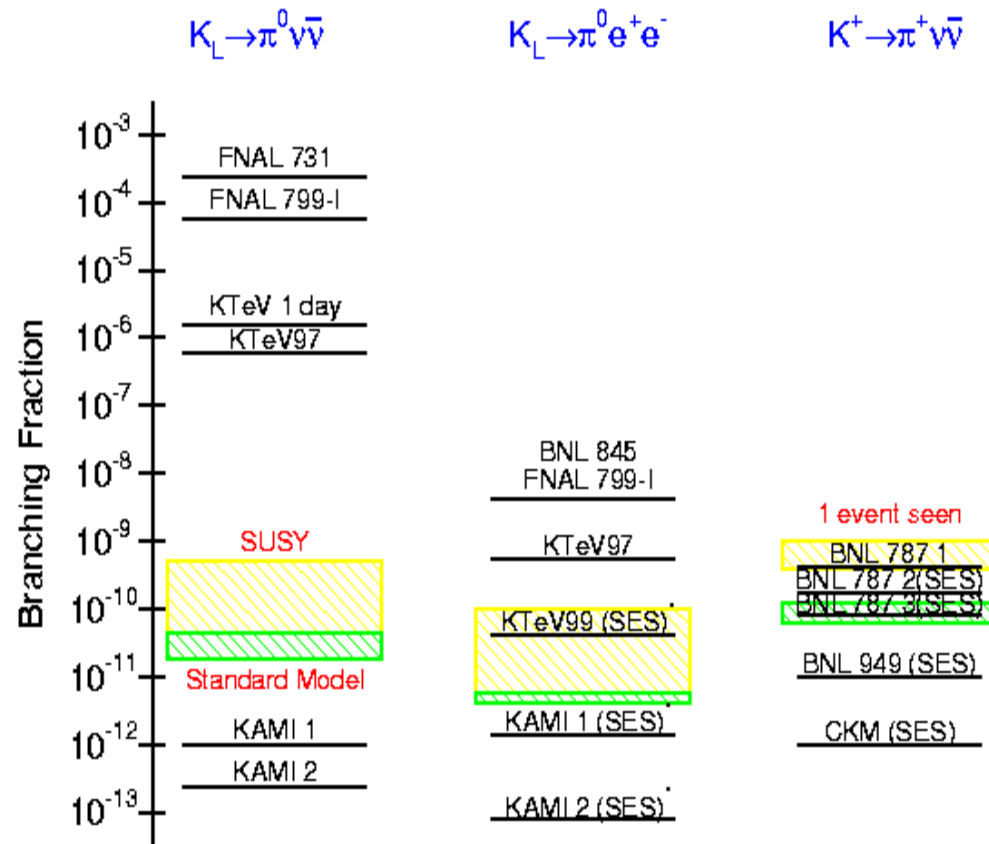 K_L→π⁰νν̅
K_L→π⁰e⁺e⁻
K⁺→π⁺νν̅
Branching Fraction
10⁻³
10⁻⁴
10⁻⁵
10⁻⁶
10⁻⁷
10⁻⁸
10⁻⁹
10⁻¹⁰
10⁻¹¹
10⁻¹²
10⁻¹³
FNAL 731
FNAL 799-I
KTeV 1 day
KTeV97
SUSY
Standard Model
KAMI 1
KAMI 2
BNL 845
FNAL 799-I
KTeV97
KTeV99 (SES)
KAMI 1 (SES)
KAMI 2 (SES)
1 event seen
BNL 787 1
BNL 787 2(SES)
BNL 787 3(SES)
BNL 949 (SES)
CKM (SES)